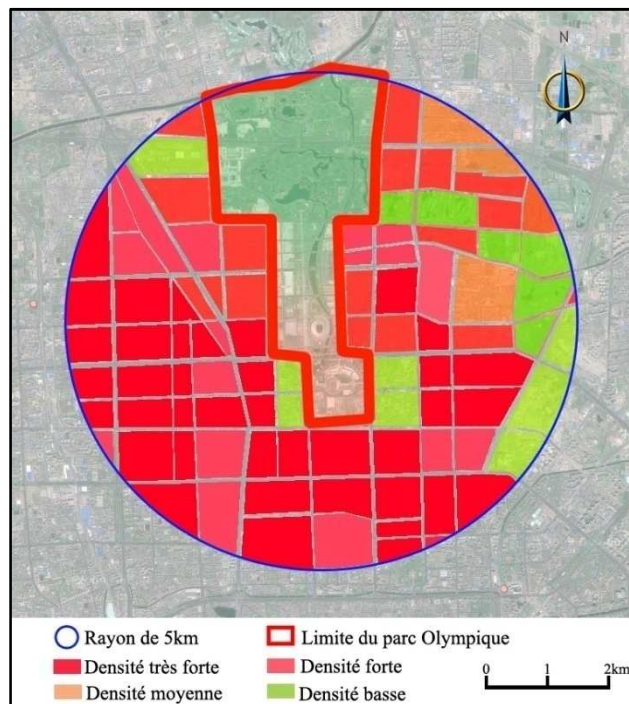 N
Rayon de 5km
Limite du parc Olympique
Densité très forte
Densité forte
Densité moyenne
Densité basse
0 1 2km